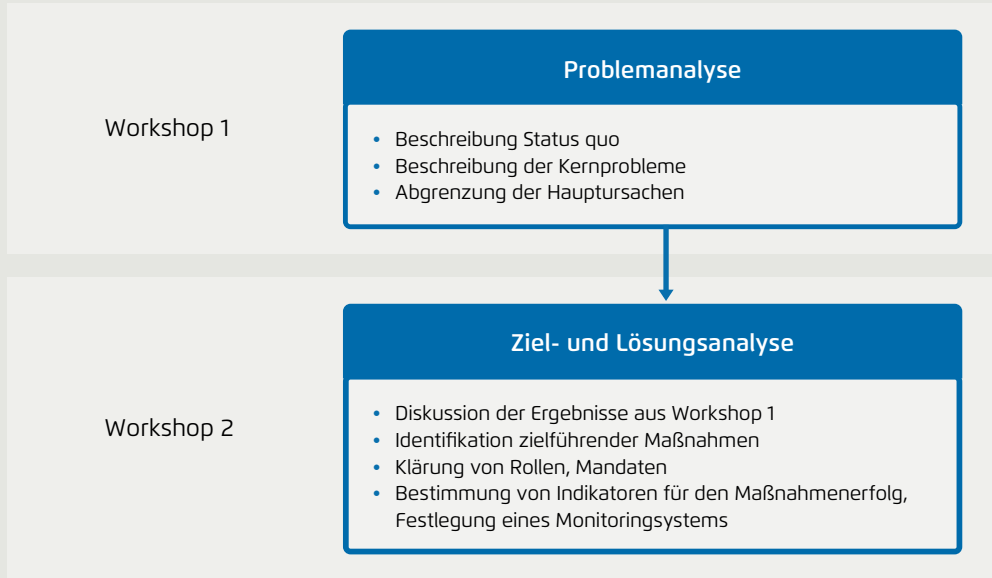 Workshop 1
Problemanalyse
• Beschreibung Status quo
• Beschreibung der Kernprobleme
• Abgrenzung der Hauptursachen
Workshop 2
Ziel- und Lösungsanalyse
• Diskussion der Ergebnisse aus Workshop 1
• Identifikation zielführender Maßnahmen
• Klärung von Rollen, Mandaten
• Bestimmung von Indikatoren für den Maßnahmenerfolg,
Festlegung eines Monitoringsystems